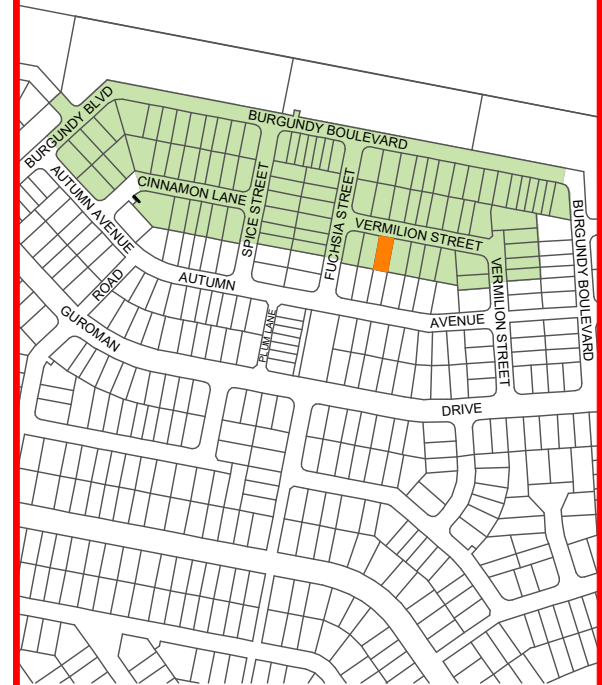 BURGUNDY BLVD
BURGUNDY BOULEVARD
CINNAMON LANE
SPICE STREET
FUCHSIA STREET
VERMILION STREET
BURGUNDY BOULEVARD
AUTUMN AVENUE
VERMILION STREET
ROAD
AUTUMN
PLUM LANE
AVENUE
GUROMAN
DRIVE